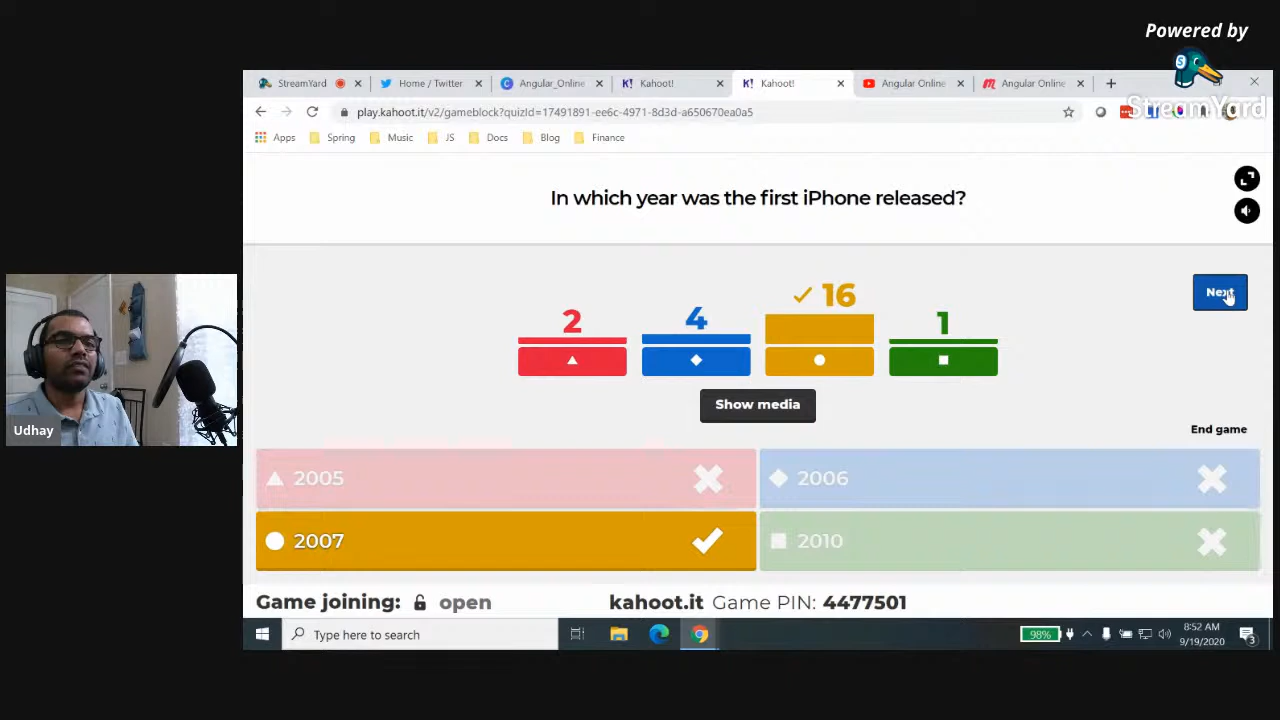 Powered by
StreamYard
StreamYard
Home / Twitter
Angular_Online
Kahoot!
Kahoot!
Angular Online
Angular Online
play.kahoot.it/v2/gameblock?quizId=17491891-ee6c-4971-8d3d-a650670ea0a5
Apps
Spring
Music
JS
Docs
Blog
Finance
In which year was the first iPhone released?
Next
2
4
16
1
Show media
End game
2005
2006
2007
2010
Udhay
Game joining: open
kahoot.it Game PIN: 4477501
Type here to search
98%
8:52 AM
9/19/2020
3